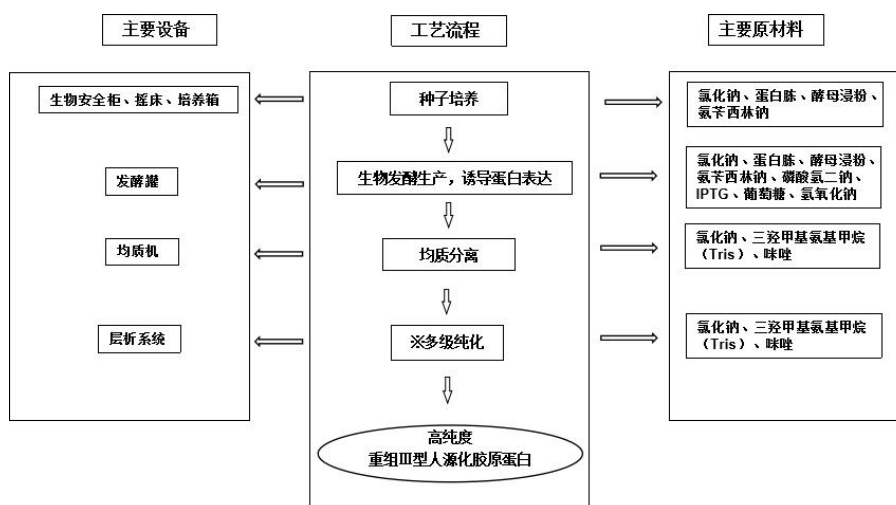 主要设备
工艺流程
主要原材料
生物安全柜、摇床、培养箱
种子培养
氯化钠、蛋白胨、酵母浸粉、
氨苄西林钠
发酵罐
生物发酵生产，诱导蛋白表达
氯化钠、蛋白胨、酵母浸粉、
氨苄西林钠、磷酸氢二钠、
IPTG、葡萄糖、氢氧化钠
均质机
均质分离
氯化钠、三羟甲基氨基甲烷
（Tris）、咪唑
层析系统
※多级纯化
氯化钠、三羟甲基氨基甲烷
（Tris）、咪唑
高纯度
重组III型人源化胶原蛋白